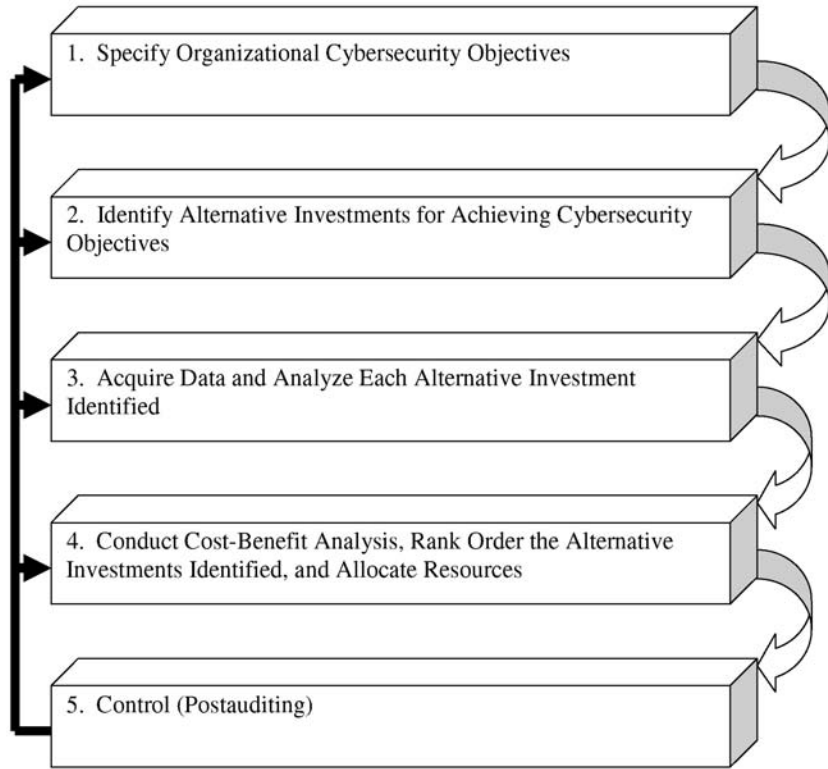 1. Specify Organizational Cybersecurity Objectives
2. Identify Alternative Investments for Achieving Cybersecurity
Objectives
3. Acquire Data and Analyze Each Alternative Investment
Identified
4. Conduct Cost-Benefit Analysis, Rank Order the Alternative
Investments Identified, and Allocate Resources
5. Control (Postauditing)